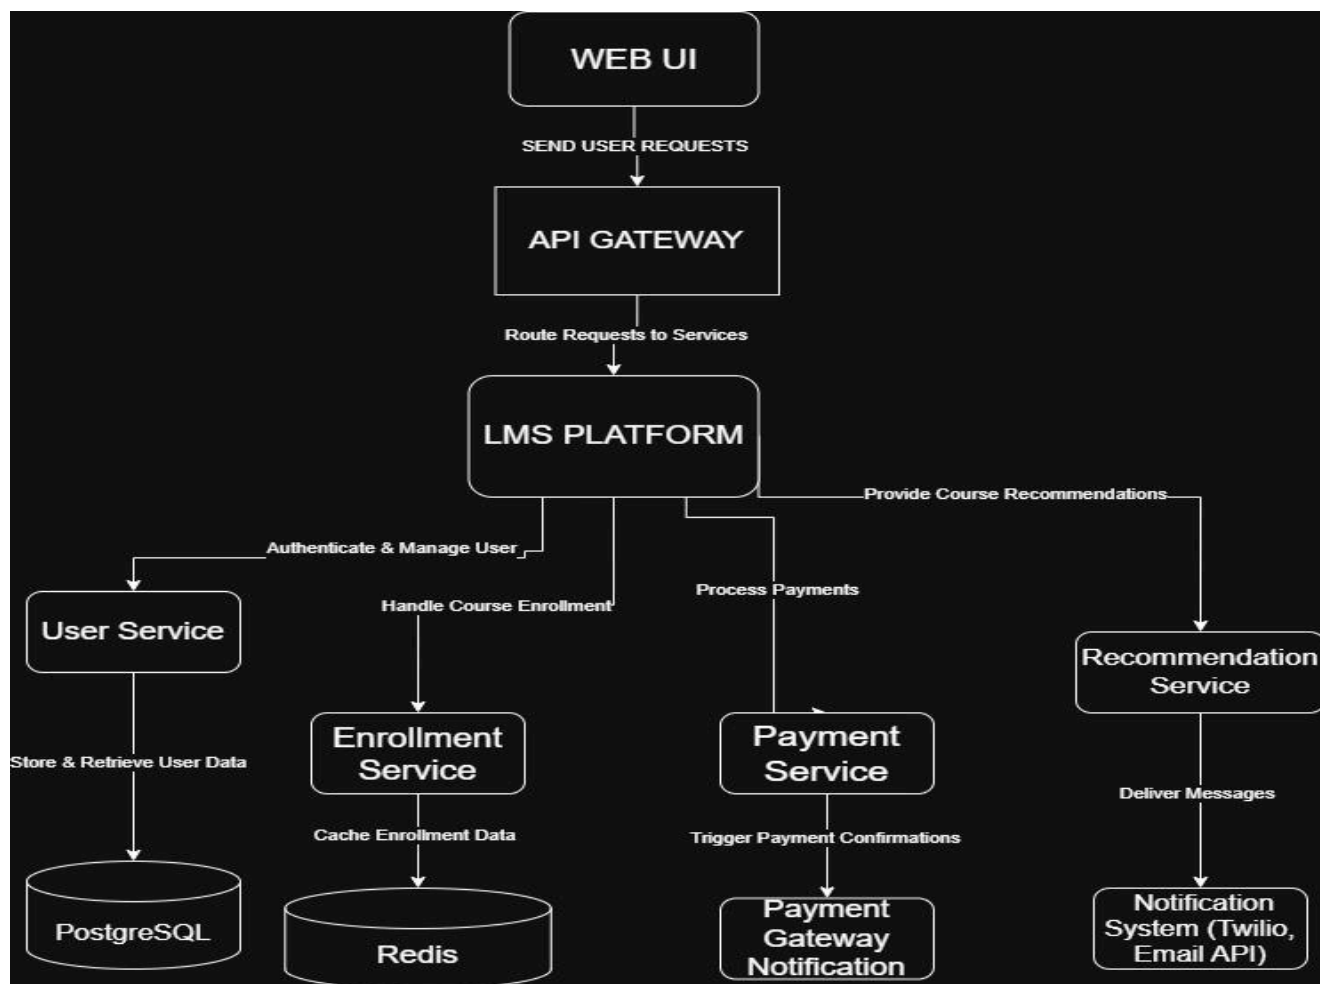 WEB UI
SEND USER REQUESTS
API GATEWAY
Route Requests to Services
LMS PLATFORM
Provide Course Recommendations
Authenticate & Manage User
Handle Course Enrollment
Process Payments
User Service
Recommendation
Service
Enrollment
Service
Payment
Service
Store & Retrieve User Data
Deliver Messages
Cache Enrollment Data
Trigger Payment Confirmations
PostgreSQL
Redis
Payment
Gateway
Notification
Notification
System (Twilio,
Email API)